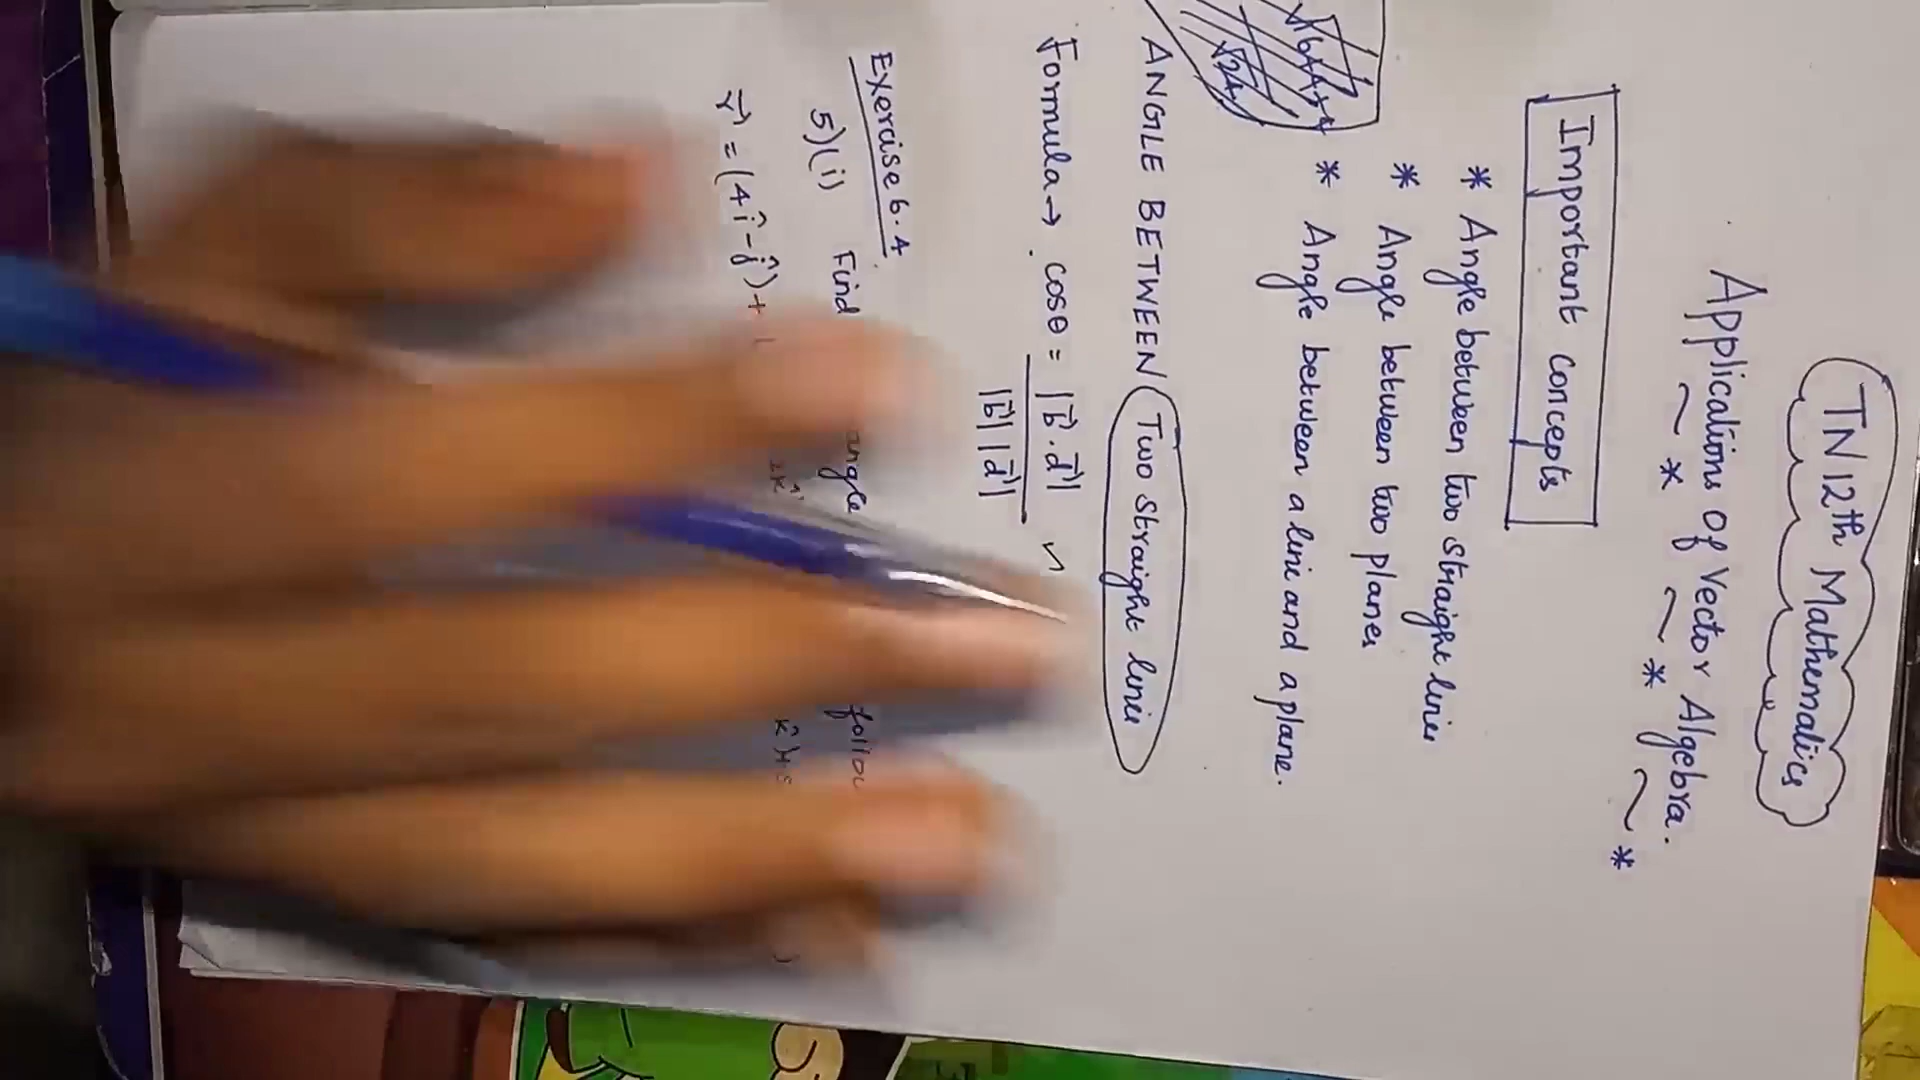 TN 12th Mathematics
Applications Of Vector Algebra.
~ * ~ * ~ *
Important concepts
* Angle between two straight lines
* Angle between two planes
* Angle between a line and a plane.
ANGLE BETWEEN Two straight lines
Formula → cosθ = |b⃗ . d⃗|
|b⃗| |d⃗|
Exercise 6.4
5)(i) Find angle
r⃗ = (4î - ĵ) +